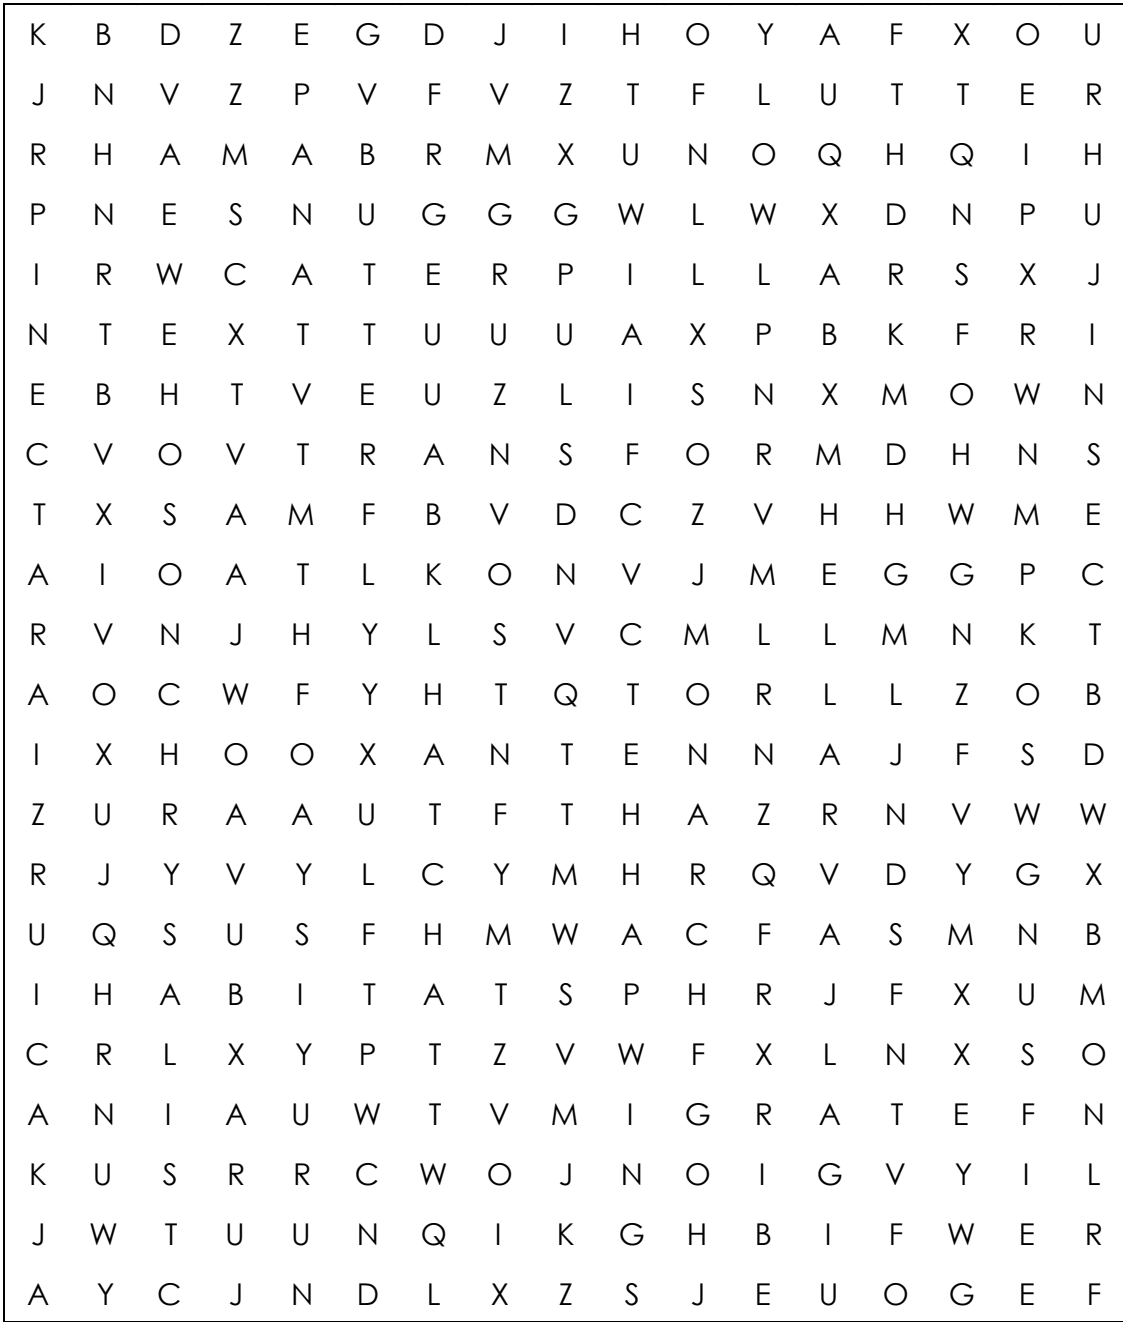 K B D Z E G D J I H O Y A F X O U
J N V Z P V F V Z T F L U T T E R
R H A M A B R M X U N O Q H Q I H
P N E S N U G G G W L W X D N P U
I R W C A T E R P I L L A R S X J
N T E X T T U U U A X P B K F R I
E B H T V E U Z L I S N X M O W N
C V O V T R A N S F O R M D H N S
T X S A M F B V D C Z V H H W M E
A I O A T L K O N V J M E G G P C
R V N J H Y L S V C M L L M N K T
A O C W F Y H T Q T O R L L Z O B
I X H O O X A N T E N N A J F S D
Z U R A A U T F T H A Z R N V W W
R J Y V Y L C Y M H R Q V D Y G X
U Q S U S F H M W A C F A S M N B
I H A B I T A T S P H R J F X U M
C R L X Y P T Z V W F X L N X S O
A N I A U W T V M I G R A T E F N
K U S R R C W O J N O I G V Y I L
J W T U U N Q I K G H B I F W E R
A Y C J N D L X Z S J E U O G E F